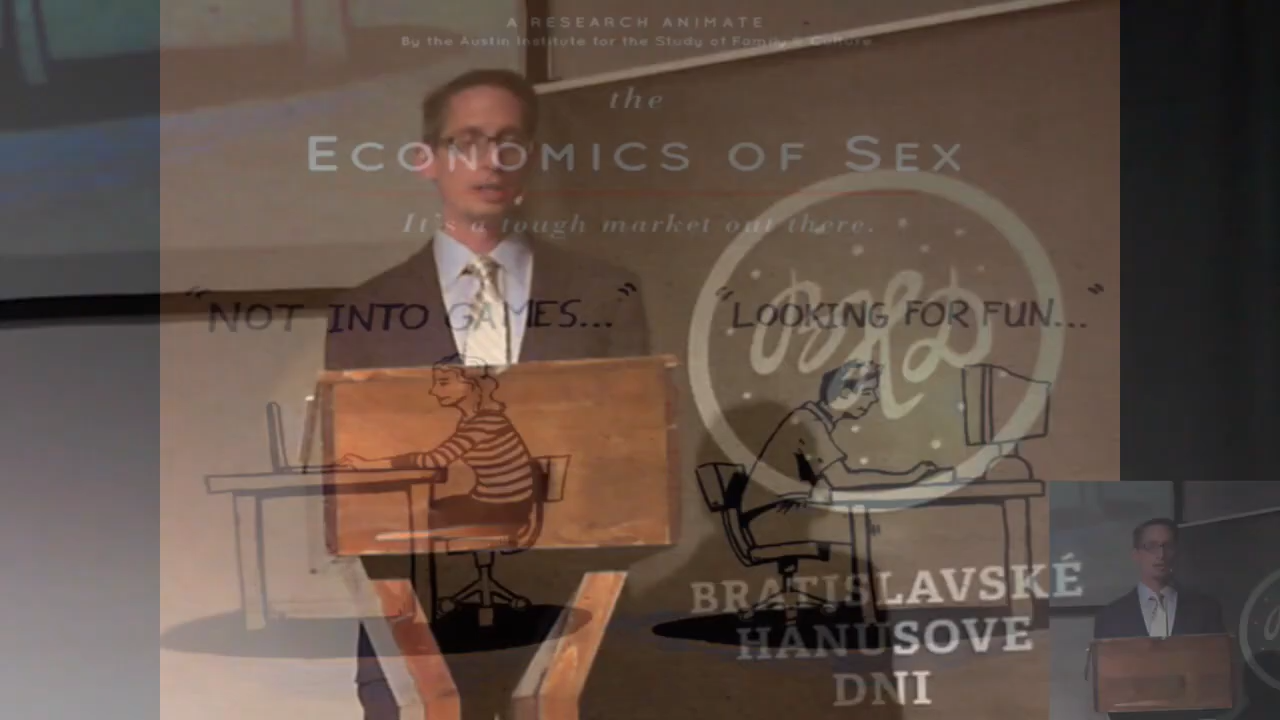 A RESEARCH ANIMATE
By the Austin Institute for the Study of Family + Culture
the
ECONOMICS OF SEX
It's a tough market out there.
"NOT INTO GAMES..." "LOOKING FOR FUN..."
BHD
BRATISLAVSKÉ
HANUSOVE
DNI